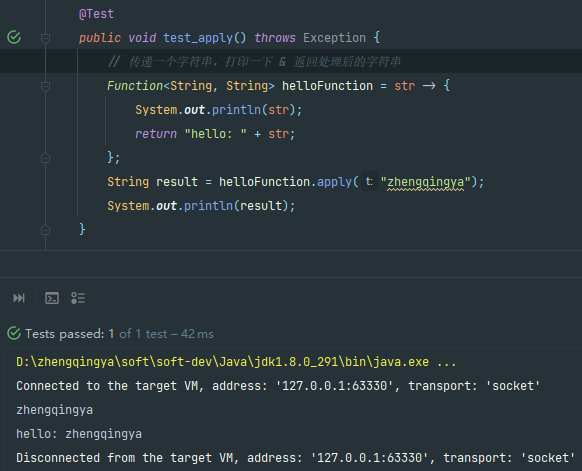 @Test
public void test_apply() throws Exception {
// 传递一个字符串，打印一下 & 返回处理后的字符串
Function<String, String> helloFunction = str -> {
System.out.println(str);
return "hello: " + str;
};
String result = helloFunction.apply( t: "zhengqingya");
System.out.println(result);
}
Tests passed: 1 of 1 test – 42 ms
D:\zhengqingya\soft\soft-dev\Java\jdk1.8.0_291\bin\java.exe ...
Connected to the target VM, address: '127.0.0.1:63330', transport: 'socket'
zhengqingya
hello: zhengqingya
Disconnected from the target VM, address: '127.0.0.1:63330', transport: 'socket'